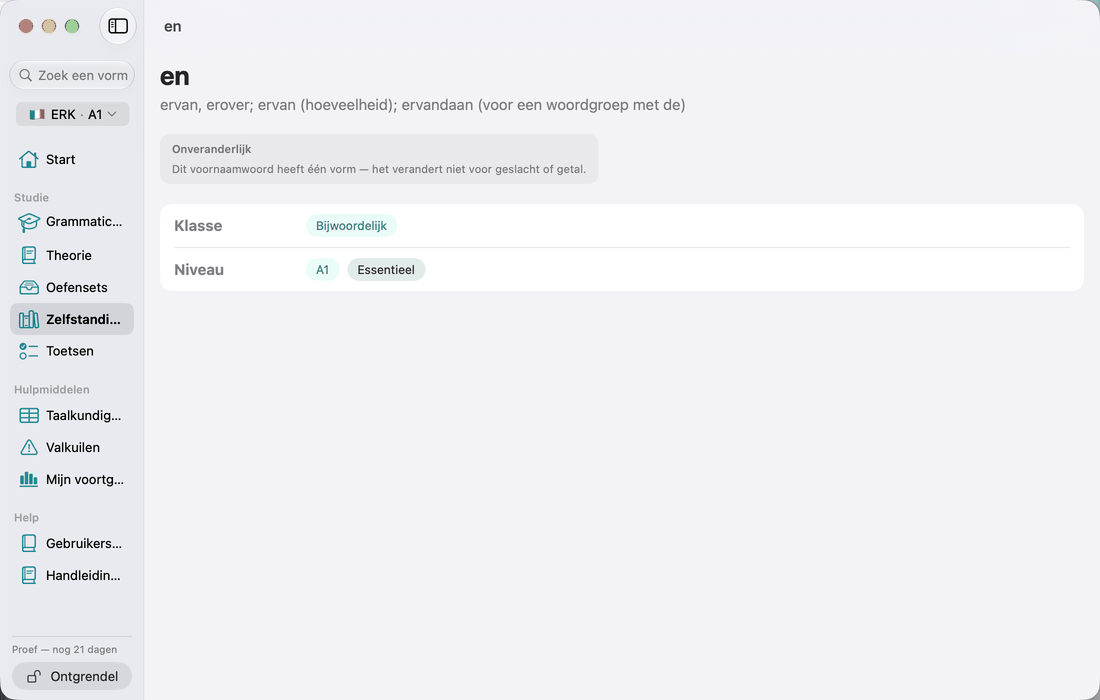 en
Zoek een vorm
ERK · A1
Start
Studie
Grammatic...
Theorie
Oefensets
Zelfstandi...
Toetsen
Hulpmiddelen
Taalkundig...
Valkuilen
Mijn voortg...
Help
Gebruikers...
Handleidin...
Proef — nog 21 dagen
Ontgrendel
en
ervan, erover; ervan (hoeveelheid); ervandaan (voor een woordgroep met de)
Onveranderlijk
Dit voornaamwoord heeft één vorm — het verandert niet voor geslacht of getal.
Klasse Bijwoordelijk
Niveau A1 Essentieel